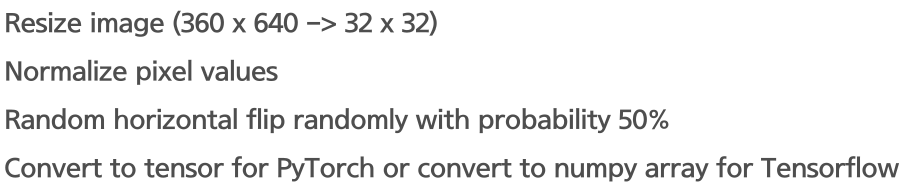 Resize image (360 x 640 –> 32 x 32)
Normalize pixel values
Random horizontal flip randomly with probability 50%
Convert to tensor for PyTorch or convert to numpy array for Tensorflow